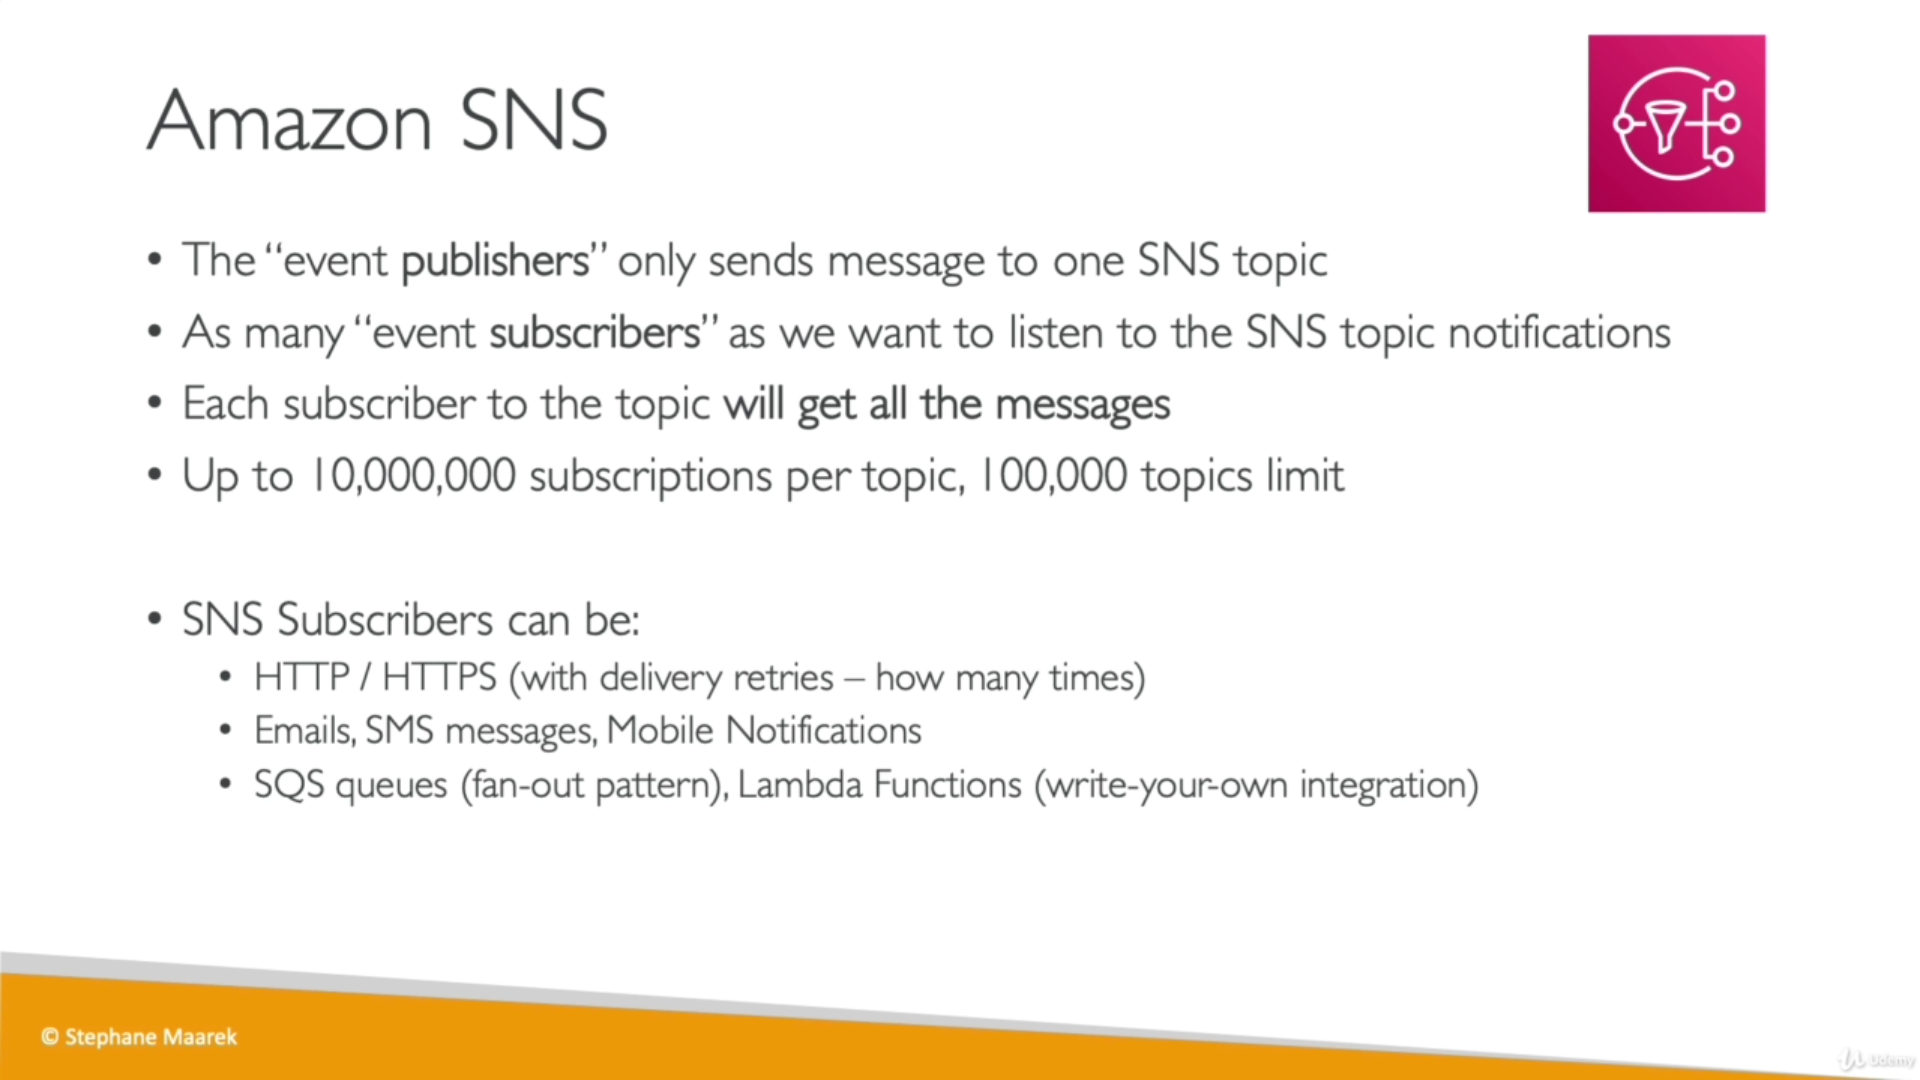 Amazon SNS
• The “event publishers” only sends message to one SNS topic
• As many “event subscribers” as we want to listen to the SNS topic notifications
• Each subscriber to the topic will get all the messages
• Up to 10,000,000 subscriptions per topic, 100,000 topics limit
• SNS Subscribers can be:
• HTTP / HTTPS (with delivery retries – how many times)
• Emails, SMS messages, Mobile Notifications
• SQS queues (fan-out pattern), Lambda Functions (write-your-own integration)
© Stephane Maarek
Udemy